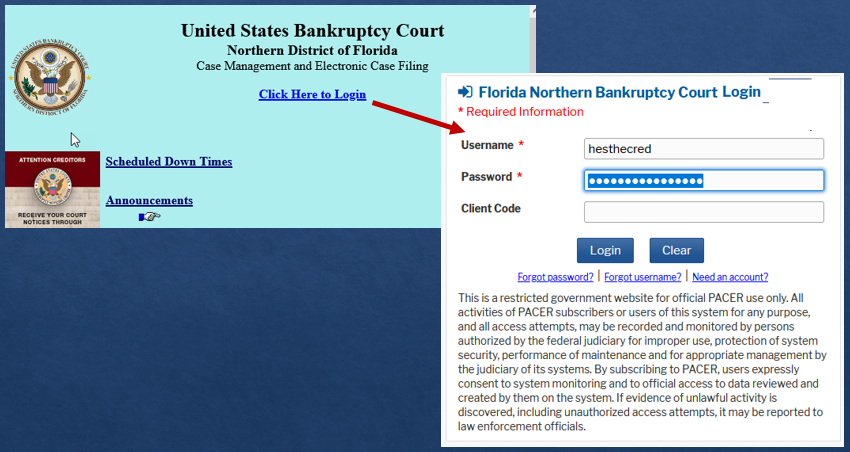 United States Bankruptcy Court
Northern District of Florida
Case Management and Electronic Case Filing
Click Here to Login
UNITED STATES BANKRUPTCY COURT
NORTHERN DISTRICT OF FLORIDA
Scheduled Down Times
Announcements
ATTENTION CREDITORS
RECEIVE YOUR COURT
NOTICES THROUGH
Florida Northern Bankruptcy Court Login
* Required Information
Username * hesthecred
Password * ••••••••••••••••
Client Code
Login Clear
Forgot password? | Forgot username? | Need an account?
This is a restricted government website for official PACER use only. All
activities of PACER subscribers or users of this system for any purpose,
and all access attempts, may be recorded and monitored by persons
authorized by the federal judiciary for improper use, protection of system
security, performance of maintenance and for appropriate management by
the judiciary of its systems. By subscribing to PACER, users expressly
consent to system monitoring and to official access to data reviewed and
created by them on the system. If evidence of unlawful activity is
discovered, including unauthorized access attempts, it may be reported to
law enforcement officials.